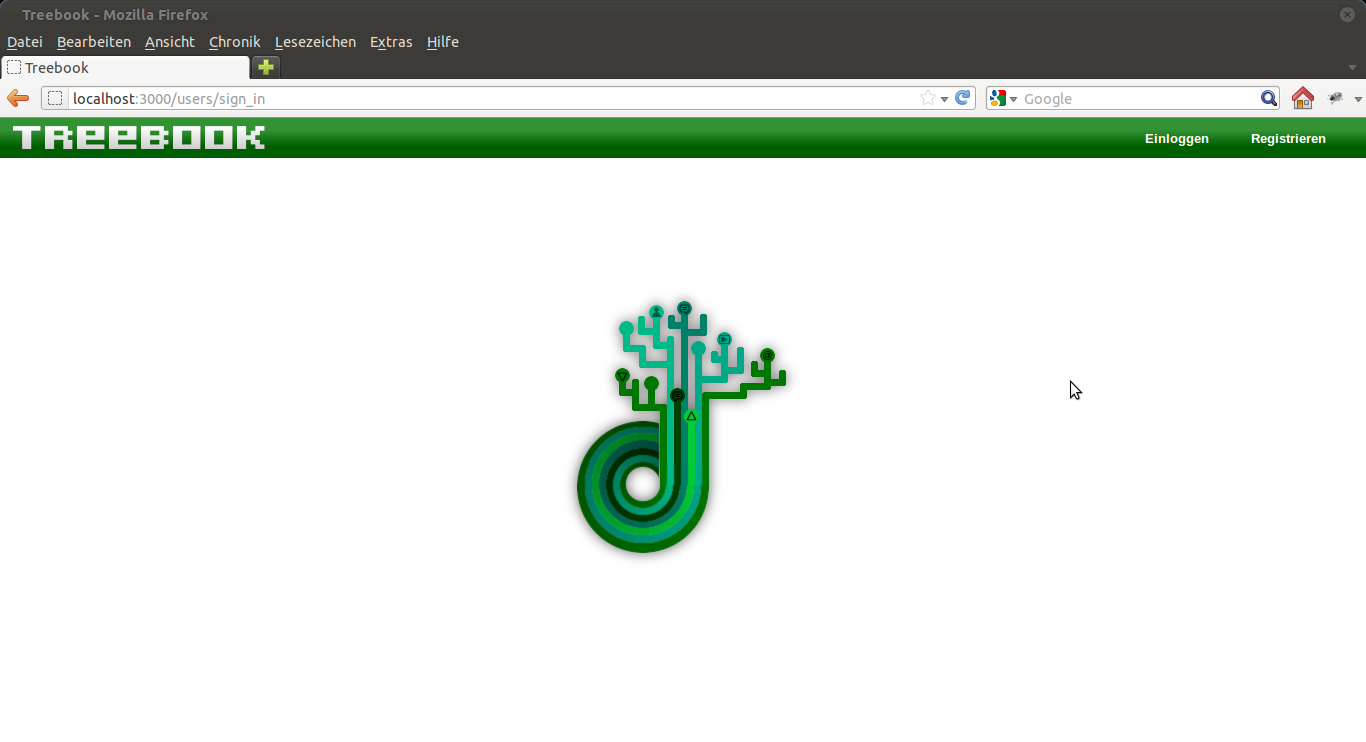 Treebook - Mozilla Firefox
Datei Bearbeiten Ansicht Chronik Lesezeichen Extras Hilfe
Treebook
localhost:3000/users/sign_in Google
TREEBOOK Einloggen Registrieren